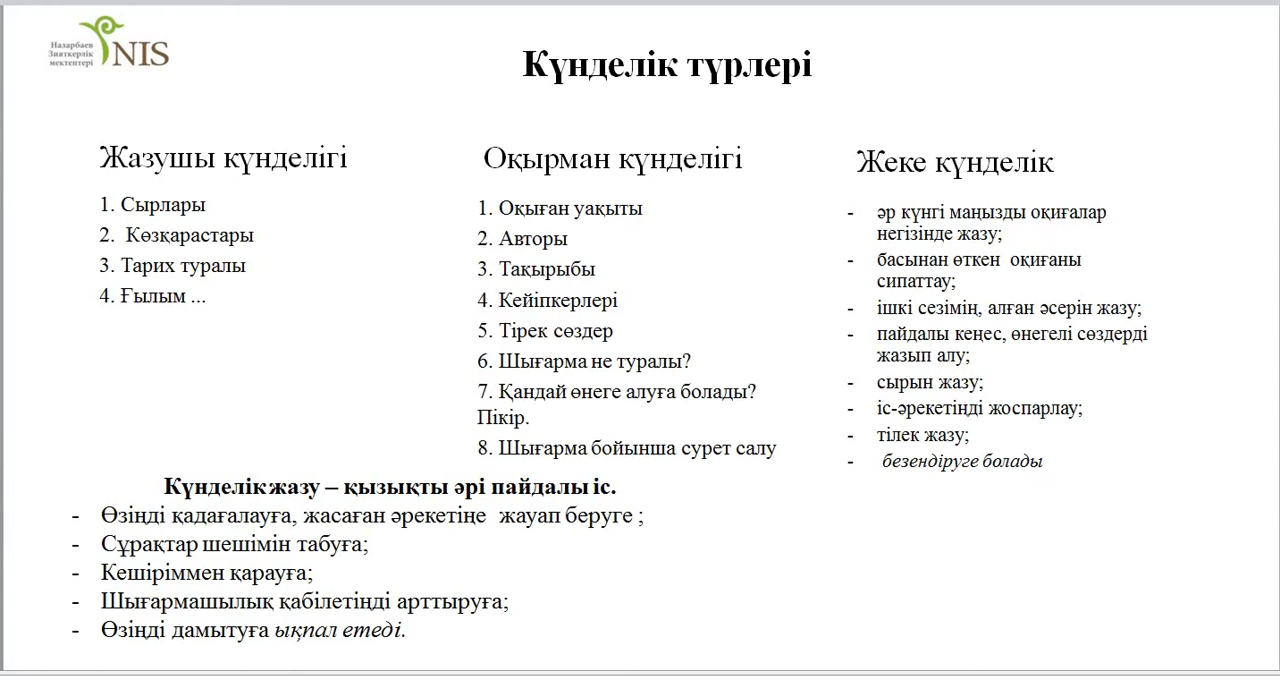 Назарбаев
Зияткерлік
мектептері
NIS
Күнделік түрлері
Жазушы күнделігі
1. Сырлары
2. Көзқарастары
3. Тарих туралы
4. Ғылым ...
Оқырман күнделігі
1. Оқыған уақыты
2. Авторы
3. Тақырыбы
4. Кейіпкерлері
5. Тірек сөздер
6. Шығарма не туралы?
7. Қандай өнеге алуға болады?
Пікір.
8. Шығарма бойынша сурет салу
Жеке күнделік
- әр күнгі маңызды оқиғалар
негізінде жазу;
- басынан өткен оқиғаны
сипаттау;
- ішкі сезімің, алған әсерін жазу;
- пайдалы кеңес, өнегелі сөздерді
жазып алу;
- сырын жазу;
- іс-әрекетіңді жоспарлау;
- тілек жазу;
- безендіруге болады
Күнделік жазу – қызықты әрі пайдалы іс.
- Өзіңді қадағалауға, жасаған әрекетіңе жауап беруге ;
- Сұрақтар шешімін табуға;
- Кешіріммен қарауға;
- Шығармашылық қабілетіңді арттыруға;
- Өзіңді дамытуға ықпал етеді.